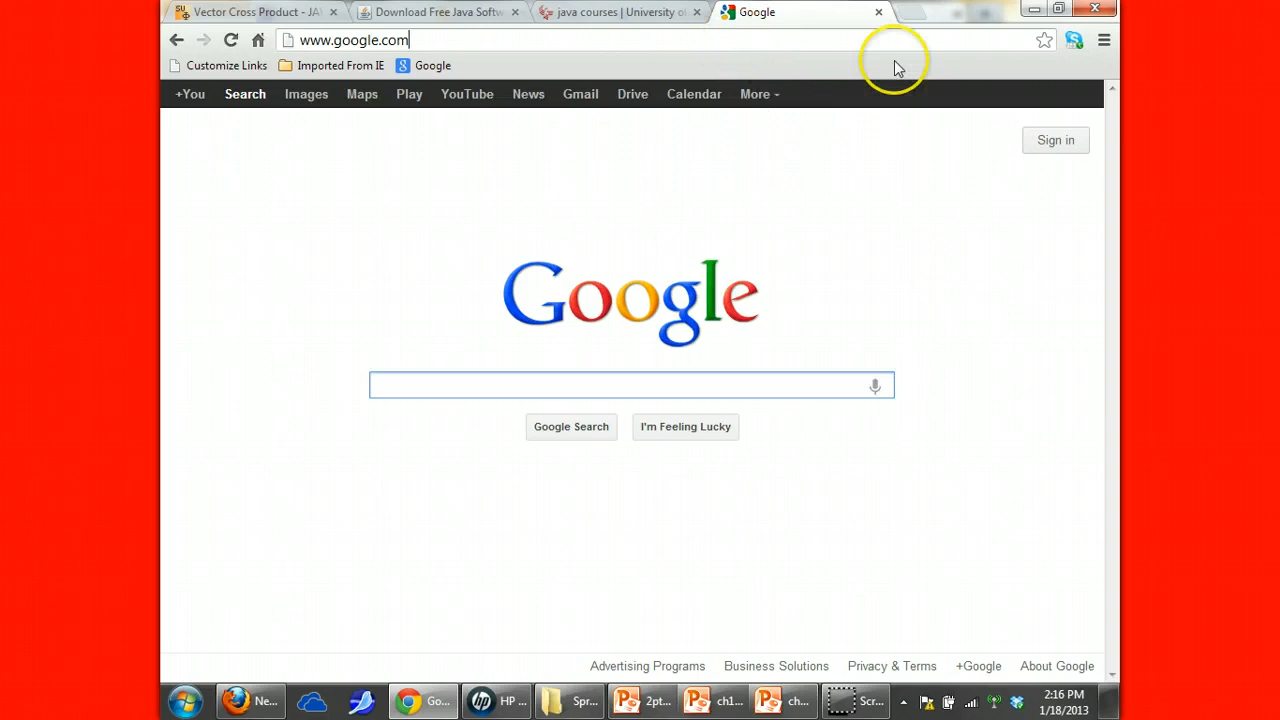 Vector Cross Product - JA
Download Free Java Softw
java courses | University o
Google
www.google.com
Customize Links
Imported From IE
Google
+You
Search
Images
Maps
Play
YouTube
News
Gmail
Drive
Calendar
More
Sign in
Google
Google Search
I'm Feeling Lucky
Advertising Programs
Business Solutions
Privacy & Terms
+Google
About Google
Ne...
Go...
HP ...
Spr...
2pt...
ch1...
ch...
Scr...
2:16 PM
1/18/2013